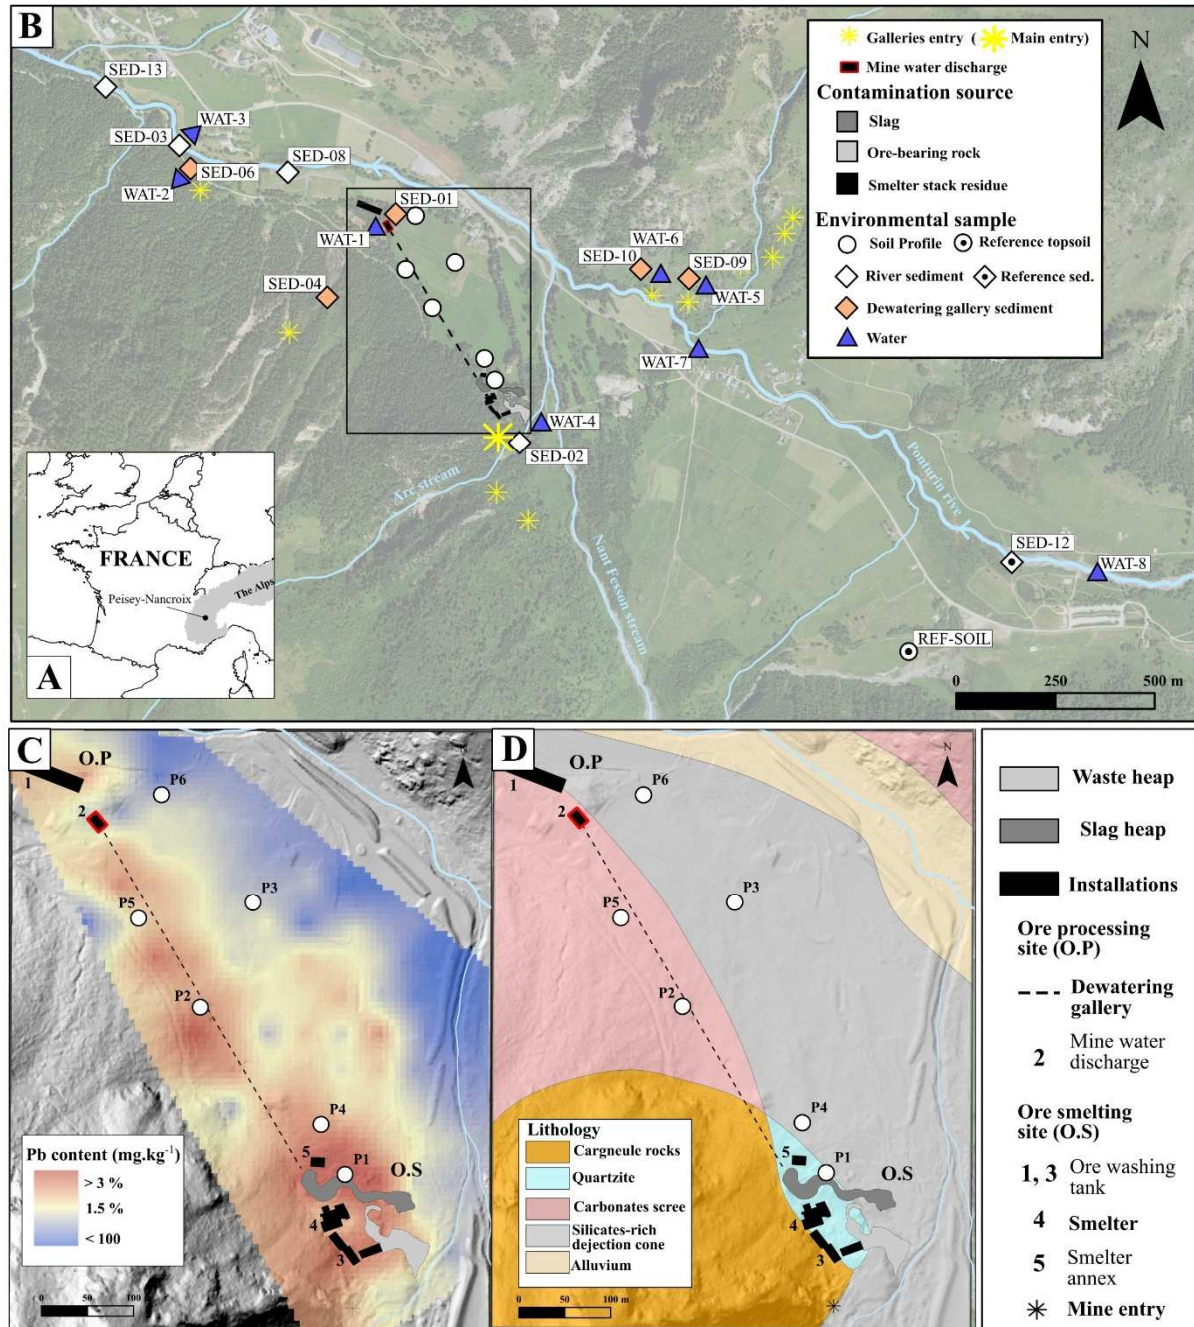 B
Galleries entry ( Main entry)
Mine water discharge
Contamination source
Slag
Ore-bearing rock
Smelter stack residue
Environmental sample
Soil Profile
Reference topsoil
River sediment
Reference sed.
Dewatering gallery sediment
Water
N
SED-13
WAT-3
SED-03
SED-08
SED-06
WAT-2
SED-01
WAT-1
SED-04
WAT-6
SED-10
SED-09
WAT-5
WAT-7
WAT-4
SED-02
Arc stream
Nant Fesson stream
Ponturin rive
SED-12
WAT-8
REF-SOIL
0 250 500 m
FRANCE
The Alps
Peisey-Nancroix
A
C
O.P
1
P6
2
P3
P5
P2
P4
5
P1
O.S
4
3
Pb content (mg.kg-1)
> 3 %
1.5 %
< 100
0 50 100
D
N
O.P
1
P6
2
P3
P5
P2
P4
5
P1
O.S
4
3
Lithology
Cargneule rocks
Quartzite
Carbonates scree
Silicates-rich
dejection cone
Alluvium
0 50 100 m
Waste heap
Slag heap
Installations
Ore processing
site (O.P)
Dewatering
gallery
2 Mine water
discharge
Ore smelting
site (O.S)
1, 3 Ore washing
tank
4 Smelter
5 Smelter
annex
Mine entry